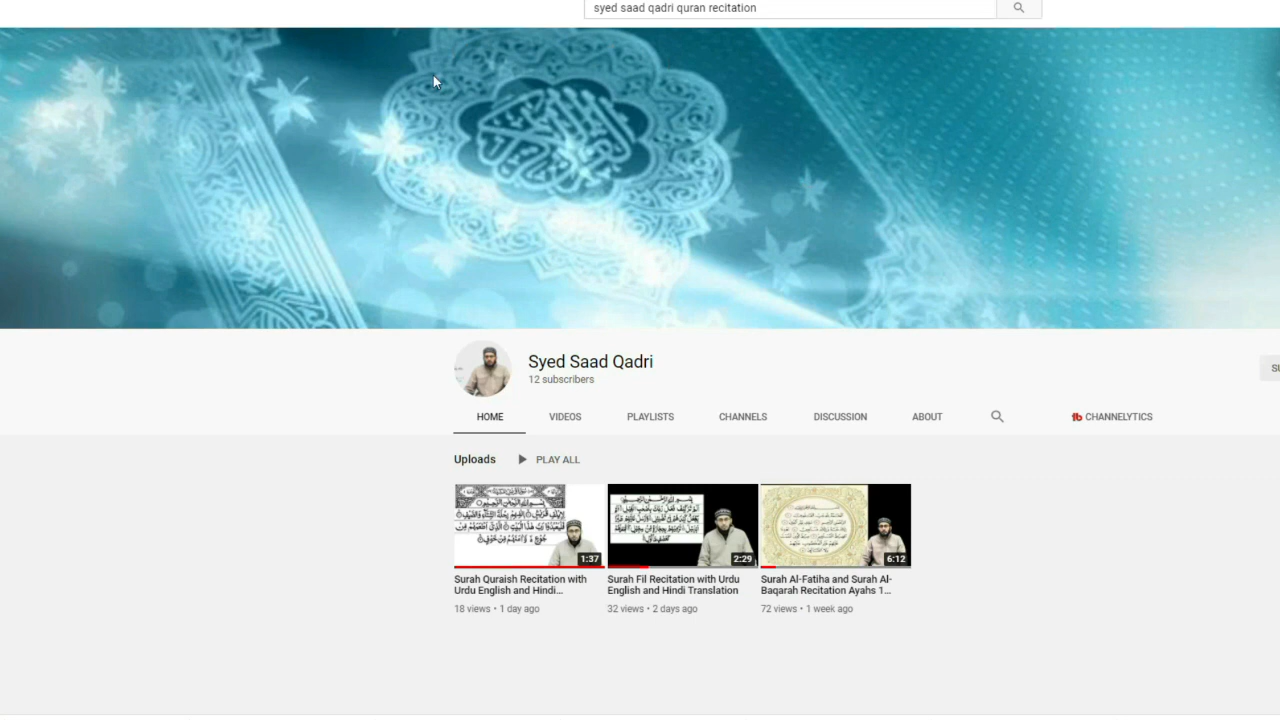 syed saad qadri quran recitation
Syed Saad Qadri
12 subscribers
HOME VIDEOS PLAYLISTS CHANNELS DISCUSSION ABOUT CHANNELYTICS
Uploads PLAY ALL
1:37 2:29 6:12
Surah Quraish Recitation with
Urdu English and Hindi...
18 views • 1 day ago
Surah Fil Recitation with Urdu
English and Hindi Translation
32 views • 2 days ago
Surah Al-Fatiha and Surah Al-
Baqarah Recitation Ayahs 1...
72 views • 1 week ago